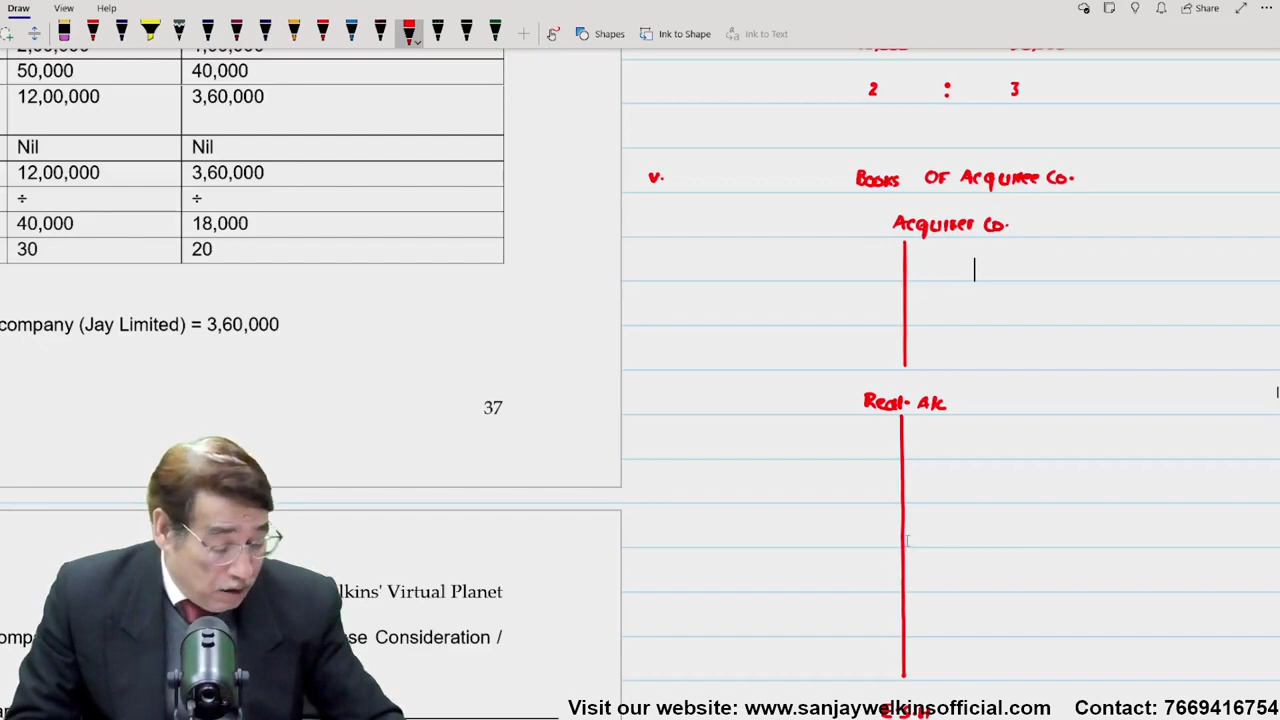 Draw View Help
Share
Shapes
Ink to Shape
Ink to Text
50,000 40,000
12,00,000 3,60,000
Nil Nil
12,00,000 3,60,000
÷ ÷
40,000 18,000
30 20
company (Jay Limited) = 3,60,000
37
lkins' Virtual Planet
se Consideration /
2 : 3
v. Books OF Acquiree Co.
Acquirer Co.
Real. A/c
ESH
Visit our website: www.sanjaywelkinsofficial.com Contact: 7669416754